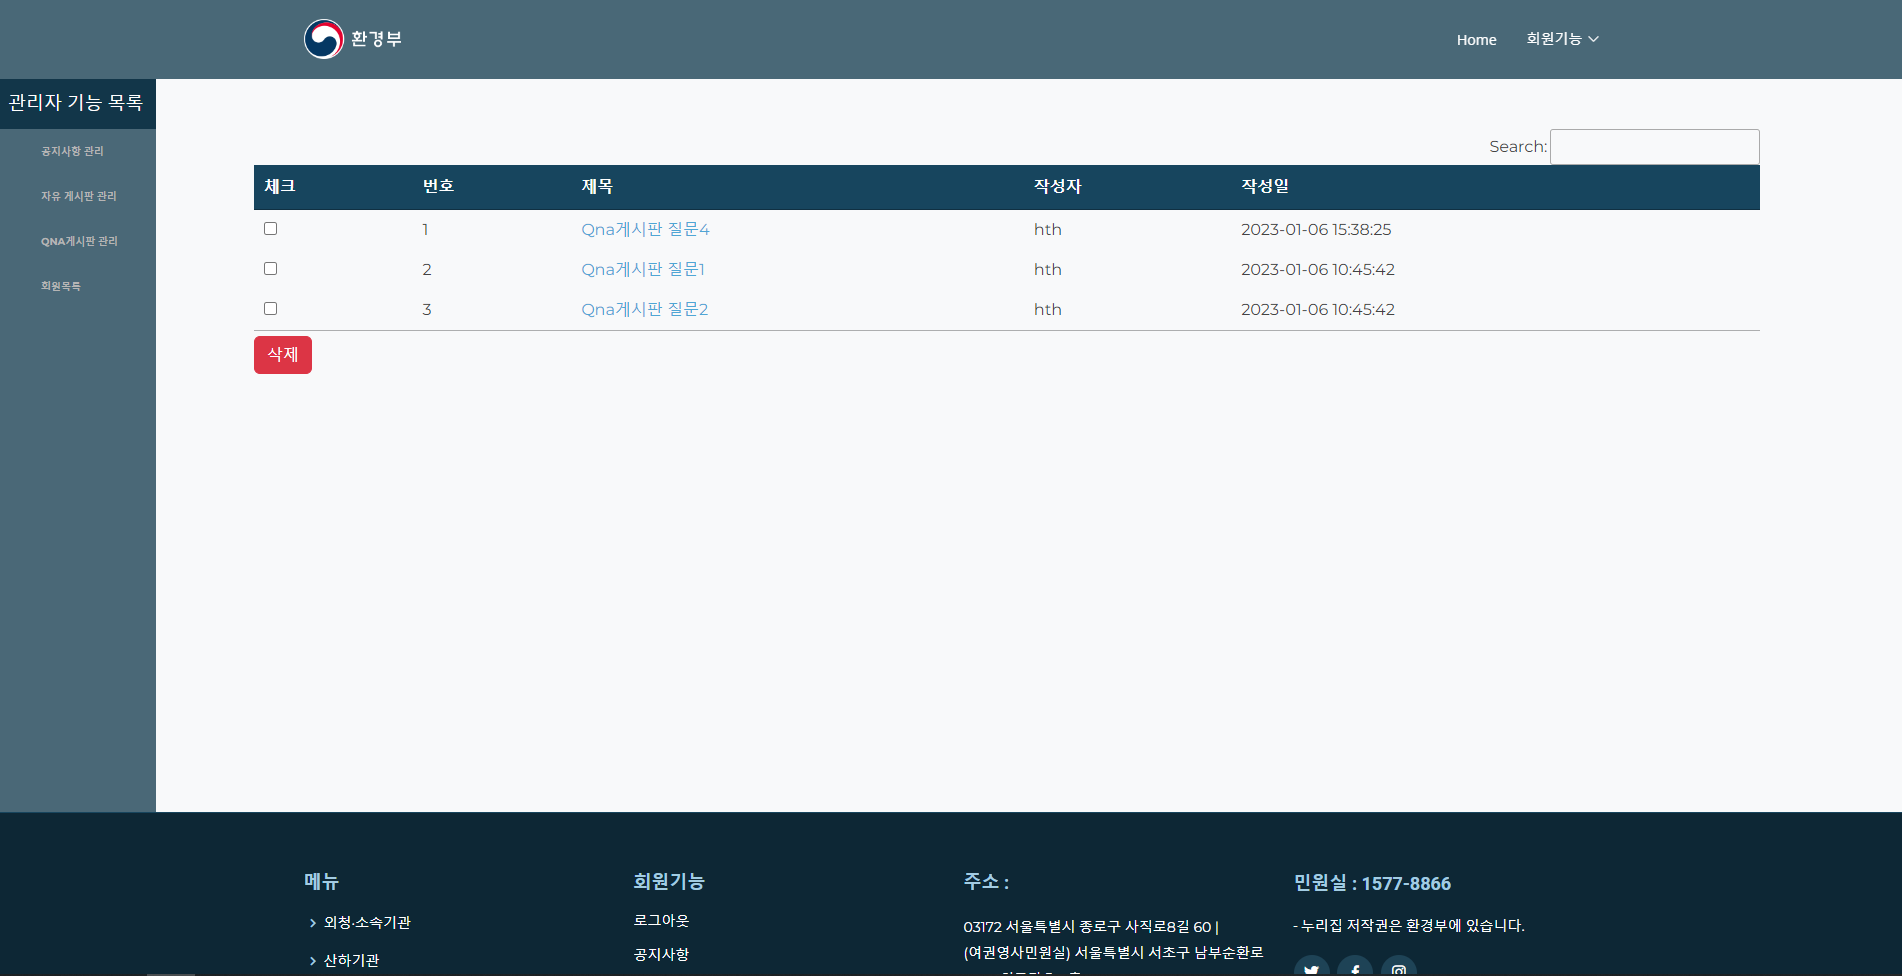 환경부
Home 회원기능
관리자 기능 목록
공지사항 관리
자유 게시판 관리
QNA게시판 관리
회원목록
Search:
체크 번호 제목 작성자 작성일
1 Qna게시판 질문4 hth 2023-01-06 15:38:25
2 Qna게시판 질문1 hth 2023-01-06 10:45:42
3 Qna게시판 질문2 hth 2023-01-06 10:45:42
삭제
메뉴
외청·소속기관
산하기관
회원기능
로그아웃
공지사항
주소 :
03172 서울특별시 종로구 사직로8길 60 |
(여권영사민원실) 서울특별시 서초구 남부순환로
민원실 : 1577-8866
- 누리집 저작권은 환경부에 있습니다.